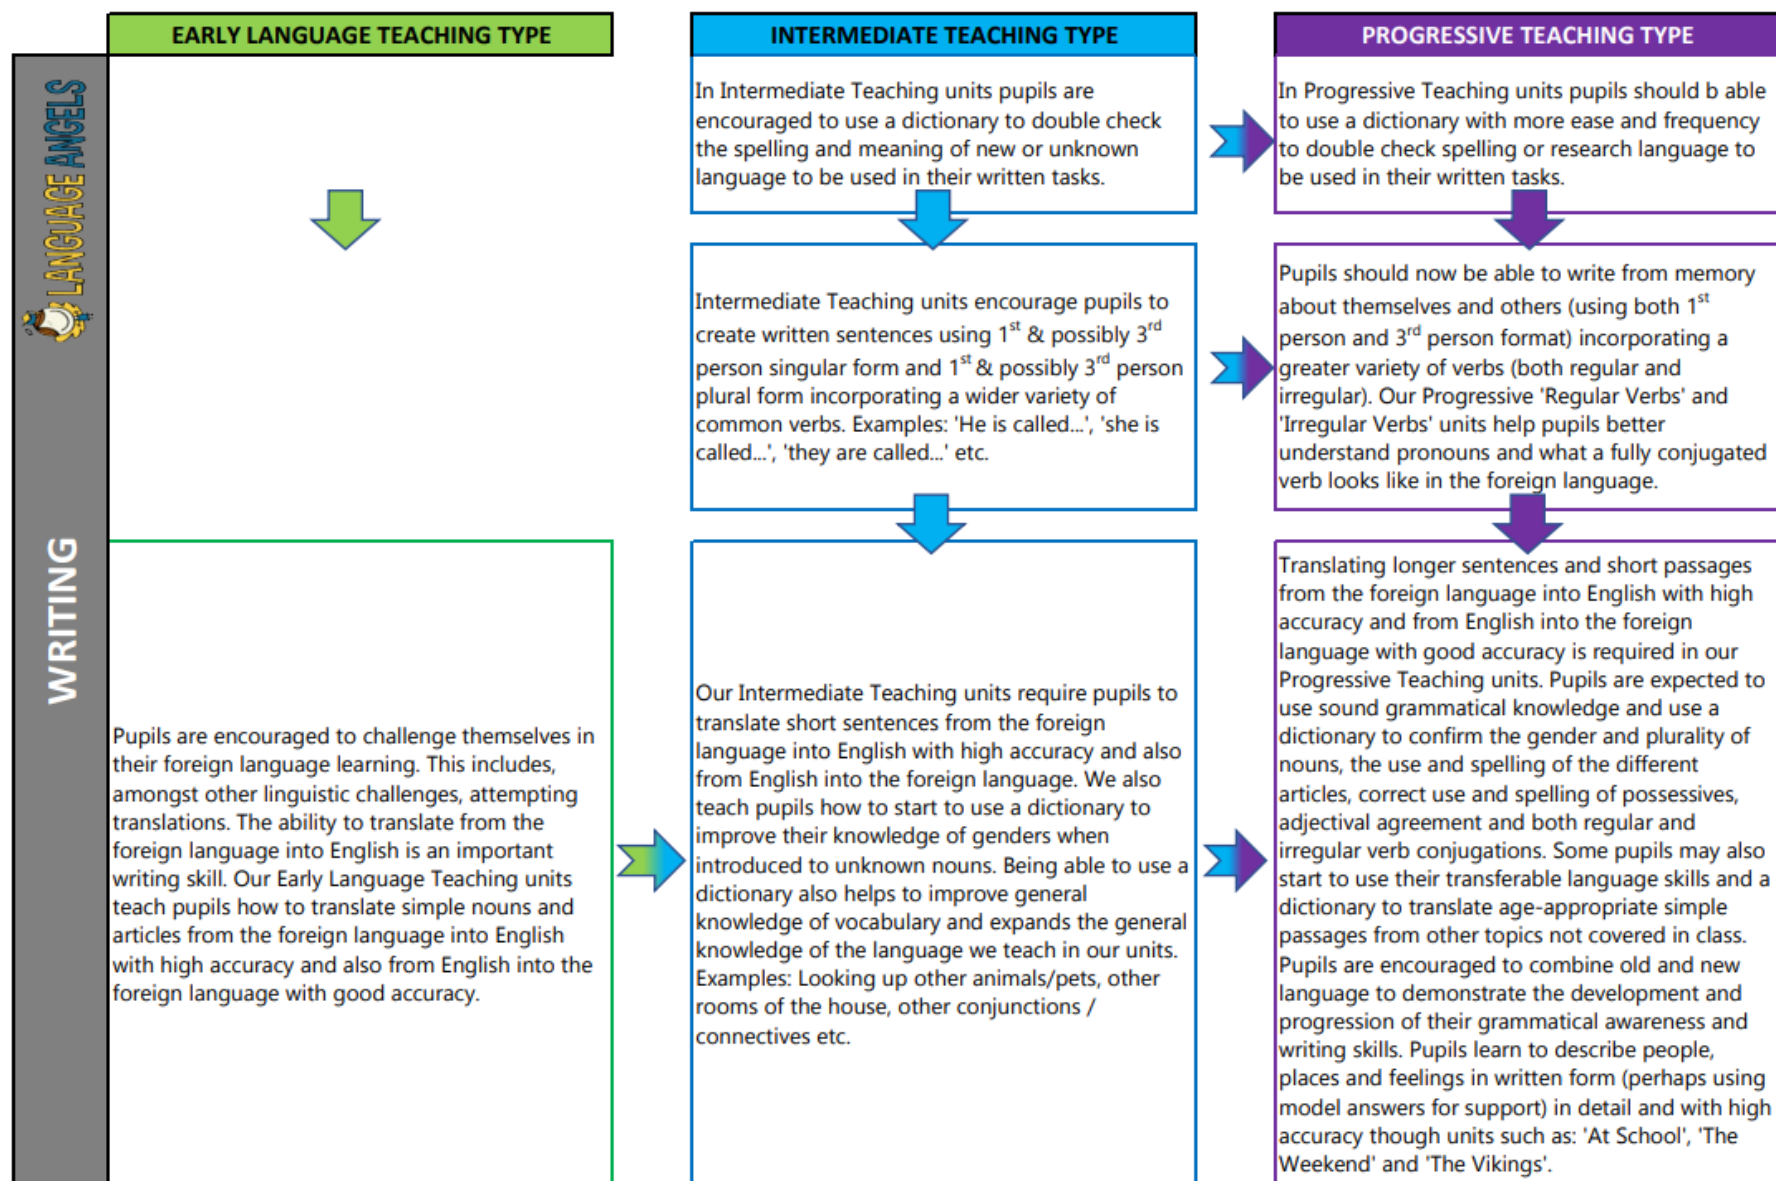 EARLY LANGUAGE TEACHING TYPE
INTERMEDIATE TEACHING TYPE
PROGRESSIVE TEACHING TYPE
LANGUAGE ANGELS
WRITING
In Intermediate Teaching units pupils are
encouraged to use a dictionary to double check
the spelling and meaning of new or unknown
language to be used in their written tasks.
In Progressive Teaching units pupils should b able
to use a dictionary with more ease and frequency
to double check spelling or research language to
be used in their written tasks.
Intermediate Teaching units encourage pupils to
create written sentences using 1st & possibly 3rd
person singular form and 1st & possibly 3rd person
plural form incorporating a wider variety of
common verbs. Examples: 'He is called...', 'she is
called...', 'they are called...' etc.
Pupils should now be able to write from memory
about themselves and others (using both 1st
person and 3rd person format) incorporating a
greater variety of verbs (both regular and
irregular). Our Progressive 'Regular Verbs' and
'Irregular Verbs' units help pupils better
understand pronouns and what a fully conjugated
verb looks like in the foreign language.
Pupils are encouraged to challenge themselves in
their foreign language learning. This includes,
amongst other linguistic challenges, attempting
translations. The ability to translate from the
foreign language into English is an important
writing skill. Our Early Language Teaching units
teach pupils how to translate simple nouns and
articles from the foreign language into English
with high accuracy and also from English into the
foreign language with good accuracy.
Our Intermediate Teaching units require pupils to
translate short sentences from the foreign
language into English with high accuracy and also
from English into the foreign language. We also
teach pupils how to start to use a dictionary to
improve their knowledge of genders when
introduced to unknown nouns. Being able to use a
dictionary also helps to improve general
knowledge of vocabulary and expands the general
knowledge of the language we teach in our units.
Examples: Looking up other animals/pets, other
rooms of the house, other conjunctions /
connectives etc.
Translating longer sentences and short passages
from the foreign language into English with high
accuracy and from English into the foreign
language with good accuracy is required in our
Progressive Teaching units. Pupils are expected to
use sound grammatical knowledge and use a
dictionary to confirm the gender and plurality of
nouns, the use and spelling of the different
articles, correct use and spelling of possessives,
adjectival agreement and both regular and
irregular verb conjugations. Some pupils may also
start to use their transferable language skills and a
dictionary to translate age-appropriate simple
passages from other topics not covered in class.
Pupils are encouraged to combine old and new
language to demonstrate the development and
progression of their grammatical awareness and
writing skills. Pupils learn to describe people,
places and feelings in written form (perhaps using
model answers for support) in detail and with high
accuracy though units such as: 'At School', 'The
Weekend' and 'The Vikings'.